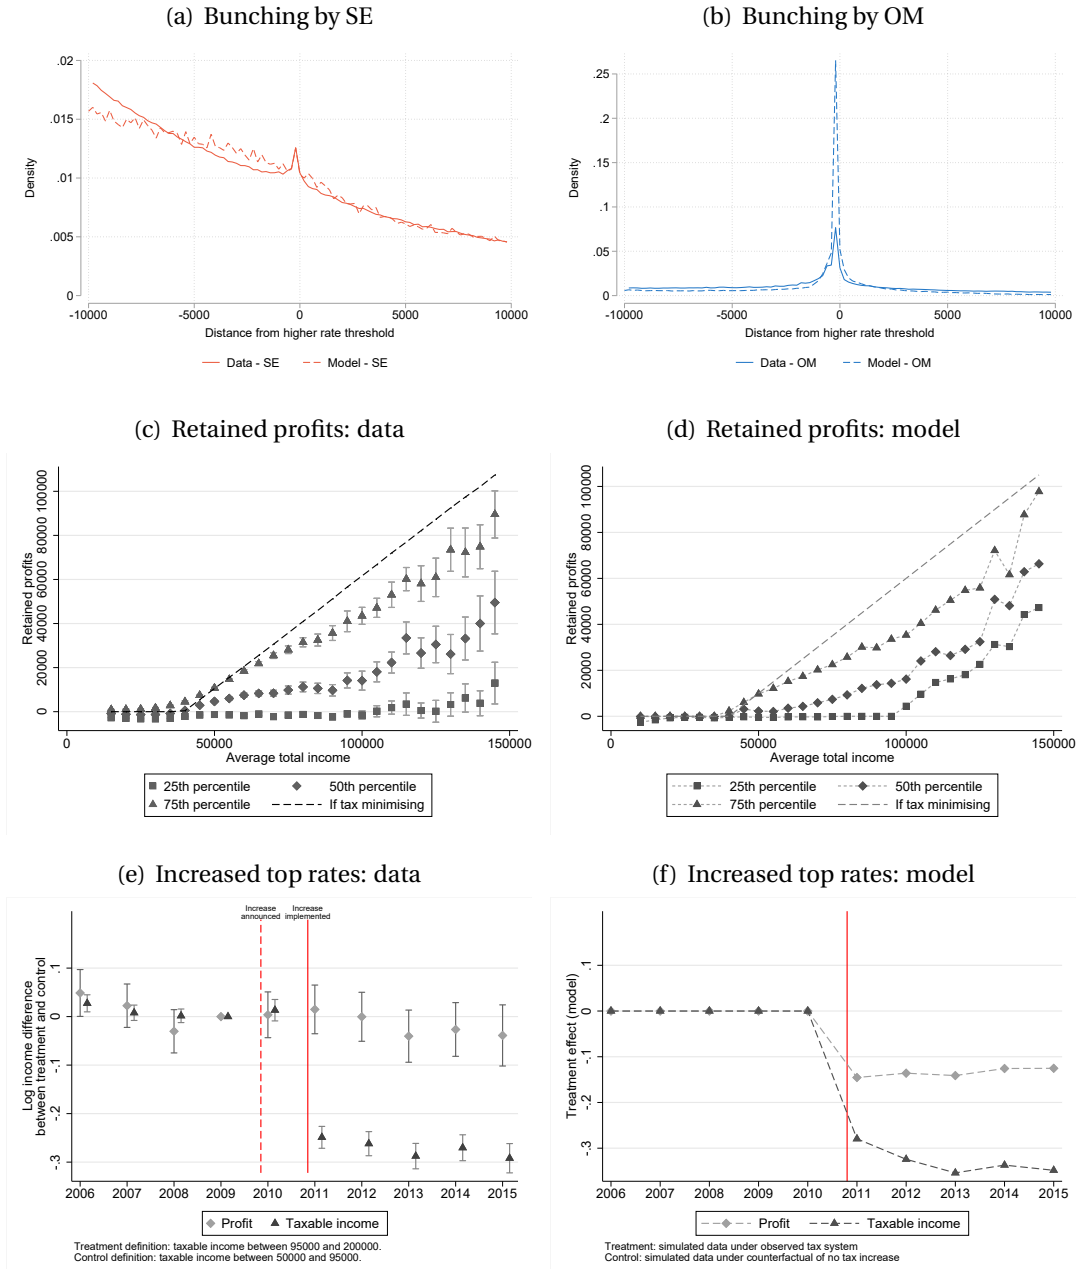 (a) Bunching by SE
.02
.015
.01
.005
0
Density
-10000 -5000 0 5000 10000
Distance from higher rate threshold
Data - SE Model - SE
(b) Bunching by OM
.25
.2
.15
.1
.05
0
Density
-10000 -5000 0 5000 10000
Distance from higher rate threshold
Data - OM Model - OM
(c) Retained profits: data
Retained profits
0 20000 40000 60000 80000 100000
0 50000 100000 150000
Average total income
25th percentile 50th percentile
75th percentile If tax minimising
(d) Retained profits: model
Retained profits
0 20000 40000 60000 80000 100000
0 50000 100000 150000
Average total income
25th percentile 50th percentile
75th percentile If tax minimising
(e) Increased top rates: data
Increase
announced
Increase
implemented
Log income difference
between treatment and control
-.3 -.2 -.1 0 .1
2006 2007 2008 2009 2010 2011 2012 2013 2014 2015
Profit Taxable income
Treatment definition: taxable income between 95000 and 200000.
Control definition: taxable income between 50000 and 95000.
(f) Increased top rates: model
Treatment effect (model)
-.3 -.2 -.1 0 .1
2006 2007 2008 2009 2010 2011 2012 2013 2014 2015
Profit Taxable income
Treatment: simulated data under observed tax system
Control: simulated data under counterfactual of no tax increase